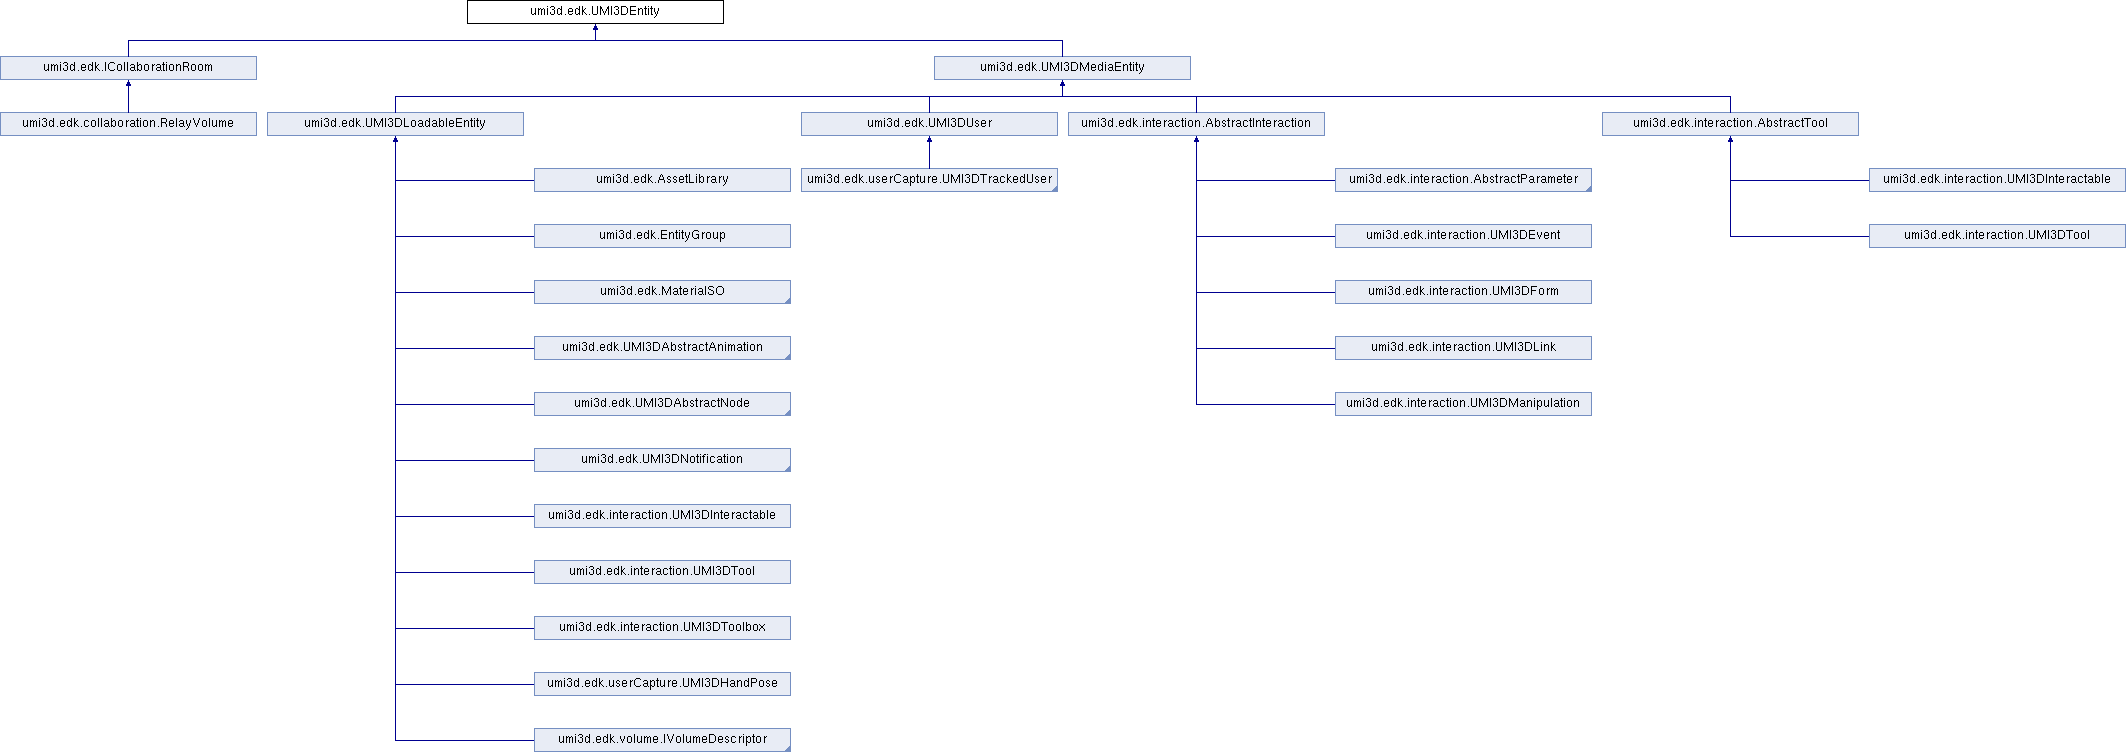 umi3d.edk.UMI3DEntity
umi3d.edk.ICollaborationRoom
umi3d.edk.UMI3DMediaEntity
umi3d.edk.collaboration.RelayVolume
umi3d.edk.UMI3DLoadableEntity
umi3d.edk.UMI3DUser
umi3d.edk.interaction.AbstractInteraction
umi3d.edk.interaction.AbstractTool
umi3d.edk.AssetLibrary
umi3d.edk.userCapture.UMI3DTrackedUser
umi3d.edk.interaction.AbstractParameter
umi3d.edk.interaction.UMI3DInteractable
umi3d.edk.EntityGroup
umi3d.edk.interaction.UMI3DEvent
umi3d.edk.interaction.UMI3DTool
umi3d.edk.MaterialSO
umi3d.edk.interaction.UMI3DForm
umi3d.edk.UMI3DAbstractAnimation
umi3d.edk.interaction.UMI3DLink
umi3d.edk.UMI3DAbstractNode
umi3d.edk.interaction.UMI3DManipulation
umi3d.edk.UMI3DNotification
umi3d.edk.interaction.UMI3DInteractable
umi3d.edk.interaction.UMI3DTool
umi3d.edk.interaction.UMI3DToolbox
umi3d.edk.userCapture.UMI3DHandPose
umi3d.edk.volume.IVolumeDescriptor